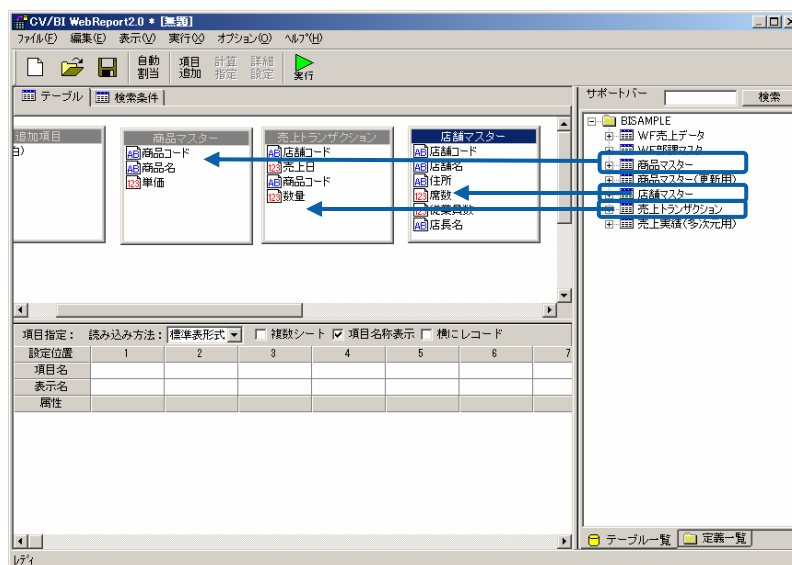 CV/BI WebReport2.0 * [無題]
ﾌｧｲﾙ(F) 編集(E) 表示(V) 実行(X) オプション(O) ﾍﾙﾌﾟ(H)
自動割当 項目追加 計算指定 詳細設定 実行
テーブル 検索条件
サポートバー 検索
追加項目
商品マスター
商品コード
商品名
単価
売上トランザクション
店舗コード
売上日
商品コード
数量
店舗マスター
店舗コード
店舗名
住所
席数
従業員数
店長名
BISAMPLE
WF売上データ
WF部課マスタ
商品マスター
商品マスター(更新用)
店舗マスター
売上トランザクション
売上実績(多次元用)
項目指定： 読み込み方法： 標準表形式 複数シート 項目名称表示 横にレコード
設定位置 1 2 3 4 5 6 7
項目名
表示名
属性
テーブル一覧 定義一覧
ﾚﾃﾞｨ